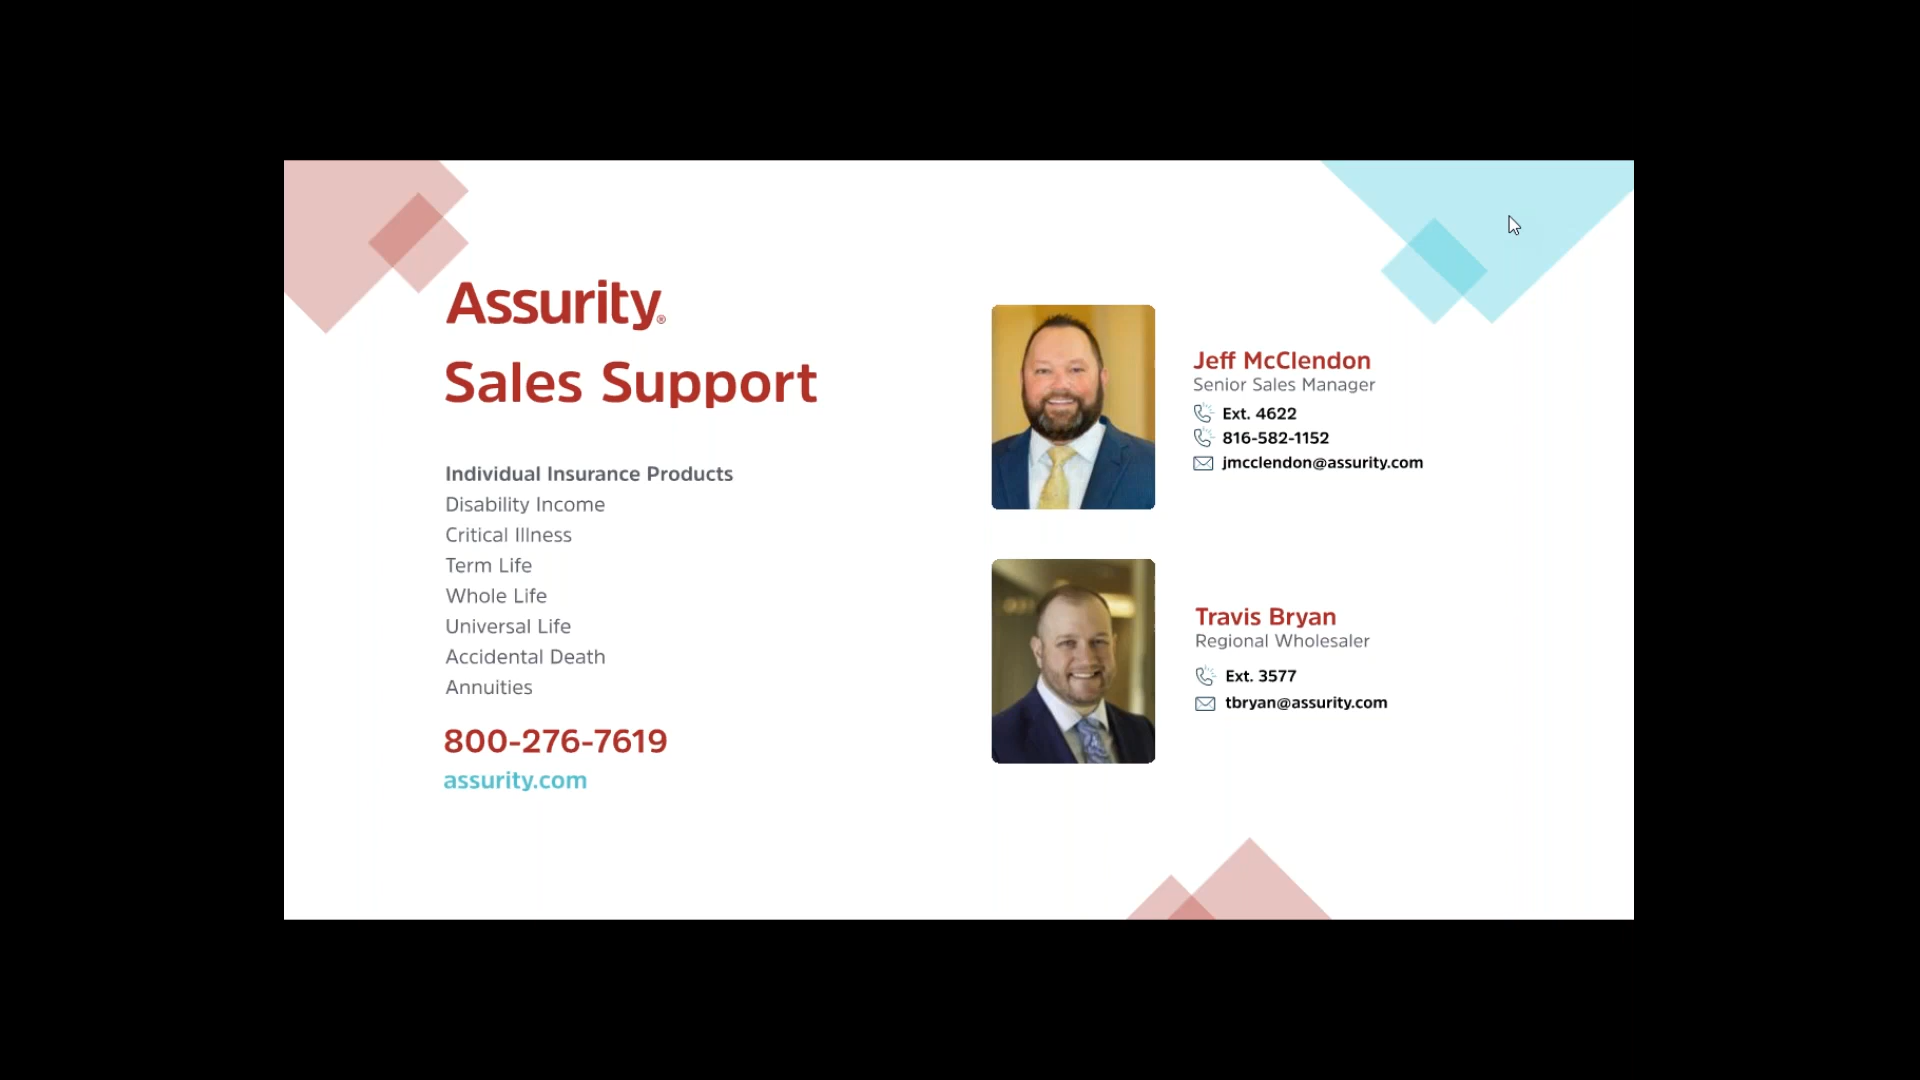 Assurity®
Sales Support
Individual Insurance Products
Disability Income
Critical Illness
Term Life
Whole Life
Universal Life
Accidental Death
Annuities
800-276-7619
assurity.com
Jeff McClendon
Senior Sales Manager
Ext. 4622
816-582-1152
jmcclendon@assurity.com
Travis Bryan
Regional Wholesaler
Ext. 3577
tbryan@assurity.com